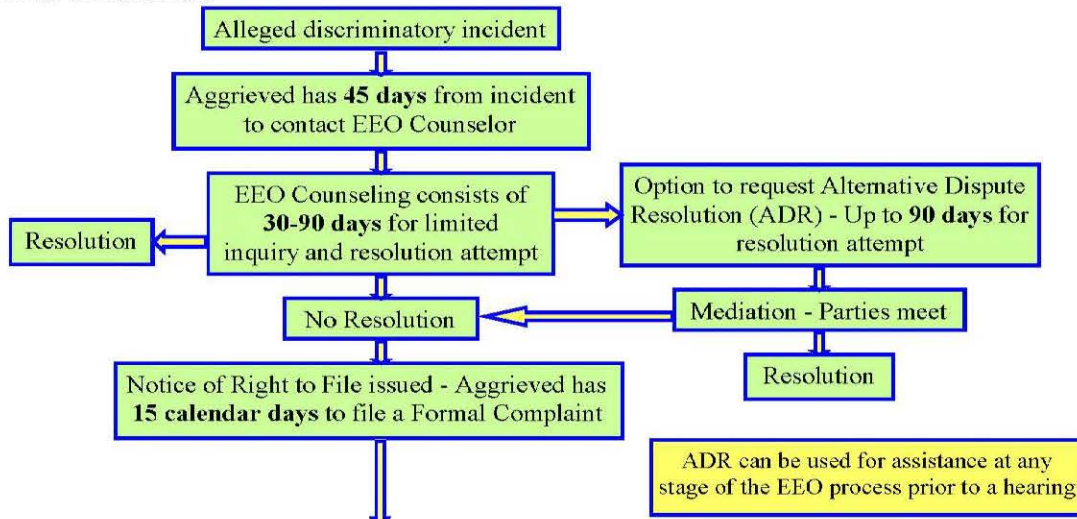 Alleged discriminatory incident
Aggrieved has 45 days from incident
to contact EEO Counselor
EEO Counseling consists of
30-90 days for limited
inquiry and resolution attempt
Option to request Alternative Dispute
Resolution (ADR) - Up to 90 days for
resolution attempt
Resolution
No Resolution
Mediation - Parties meet
Resolution
Notice of Right to File issued - Aggrieved has
15 calendar days to file a Formal Complaint
ADR can be used for assistance at any
stage of the EEO process prior to a hearing